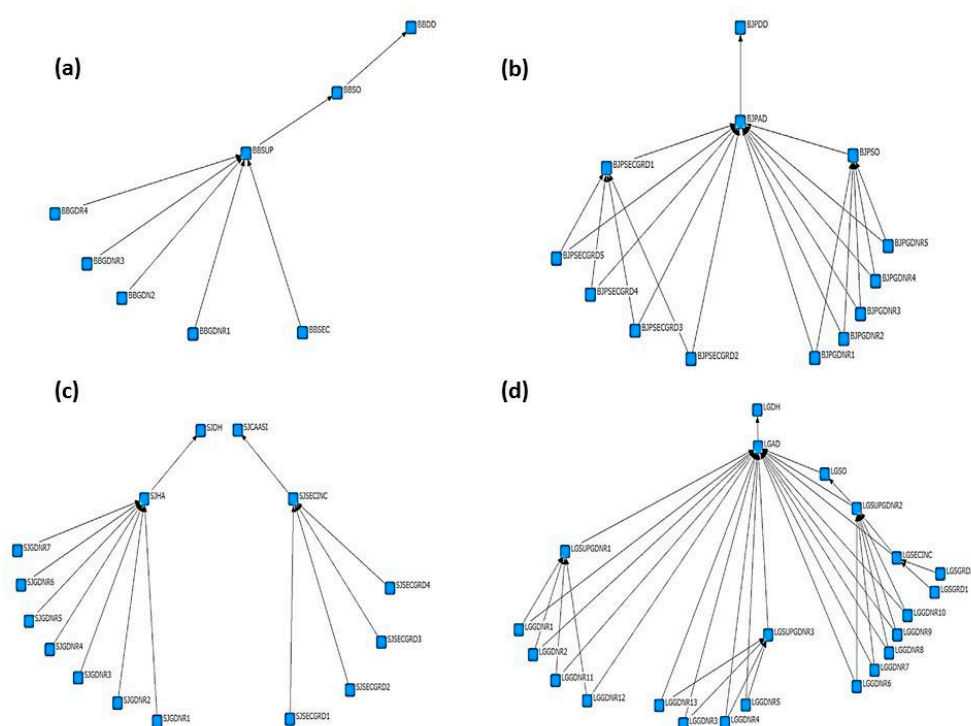 (a)
BBDD
BBSO
BBSUP
BBGDR4
BBGDNR3
BBGDN2
BBGDNR1
BBSEC
(b)
BJPDD
BJPAD
BJPSO
BJPSECGRD1
BJPGDNR5
BJPSECGRD5
BJPGDNR4
BJPSECGRD4
BJPGDNR3
BJPSECGRD3
BJPGDNR2
BJPSECGRD2
BJPGDNR1
(c)
SJDH
SJCAASI
SJHA
SJSECINC
SJGDNR7
SJGDNR6
SJSECGRD4
SJGDNR5
SJGDNR4
SJSECGRD3
SJGDNR3
SJSECGRD2
SJGDNR2
SJGDNR1
SJSECGRD1
(d)
LGDH
LGAD
LGSO
LGSUPGDNR2
LGSUPGDNR1
LGSECINC
LGSGRD
LGSGRD1
LGGDNR10
LGGDNR1
LGSUPGDNR3
LGGDNR9
LGGDNR2
LGGDNR8
LGGDNR7
LGGDNR11
LGGDNR6
LGGDNR12
LGGDNR13
LGGDNR5
LGGDNR3
LGGDNR4